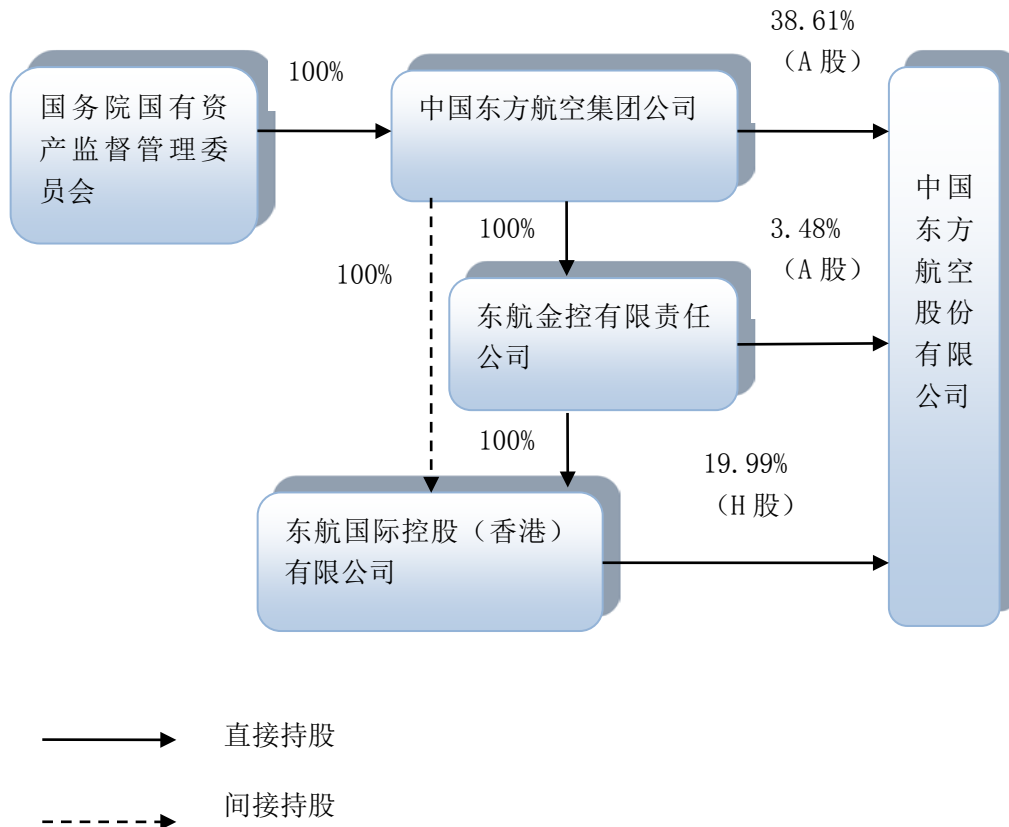 38.61%
（A 股）
100%
国务院国有资
产监督管理委
员会
中国东方航空集团公司
100%
3.48%
（A 股）
100%
东航金控有限责任
公司
中国
东方
航空
股份
有限
公司
100%
19.99%
（H 股）
东航国际控股（香港）
有限公司
直接持股
间接持股